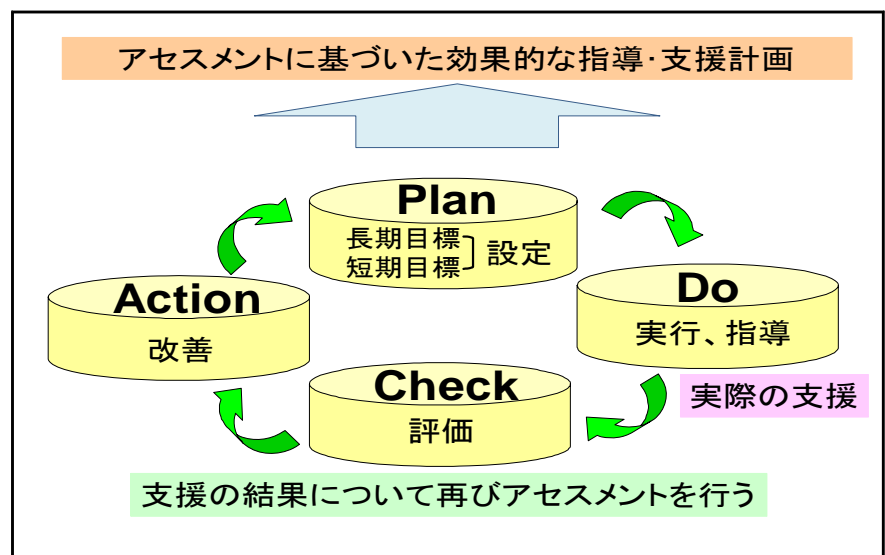 アセスメントに基づいた効果的な指導･支援計画
Plan
長期目標
短期目標
設定
Do
実行、指導
実際の支援
Check
評価
Action
改善
支援の結果について再びアセスメントを行う